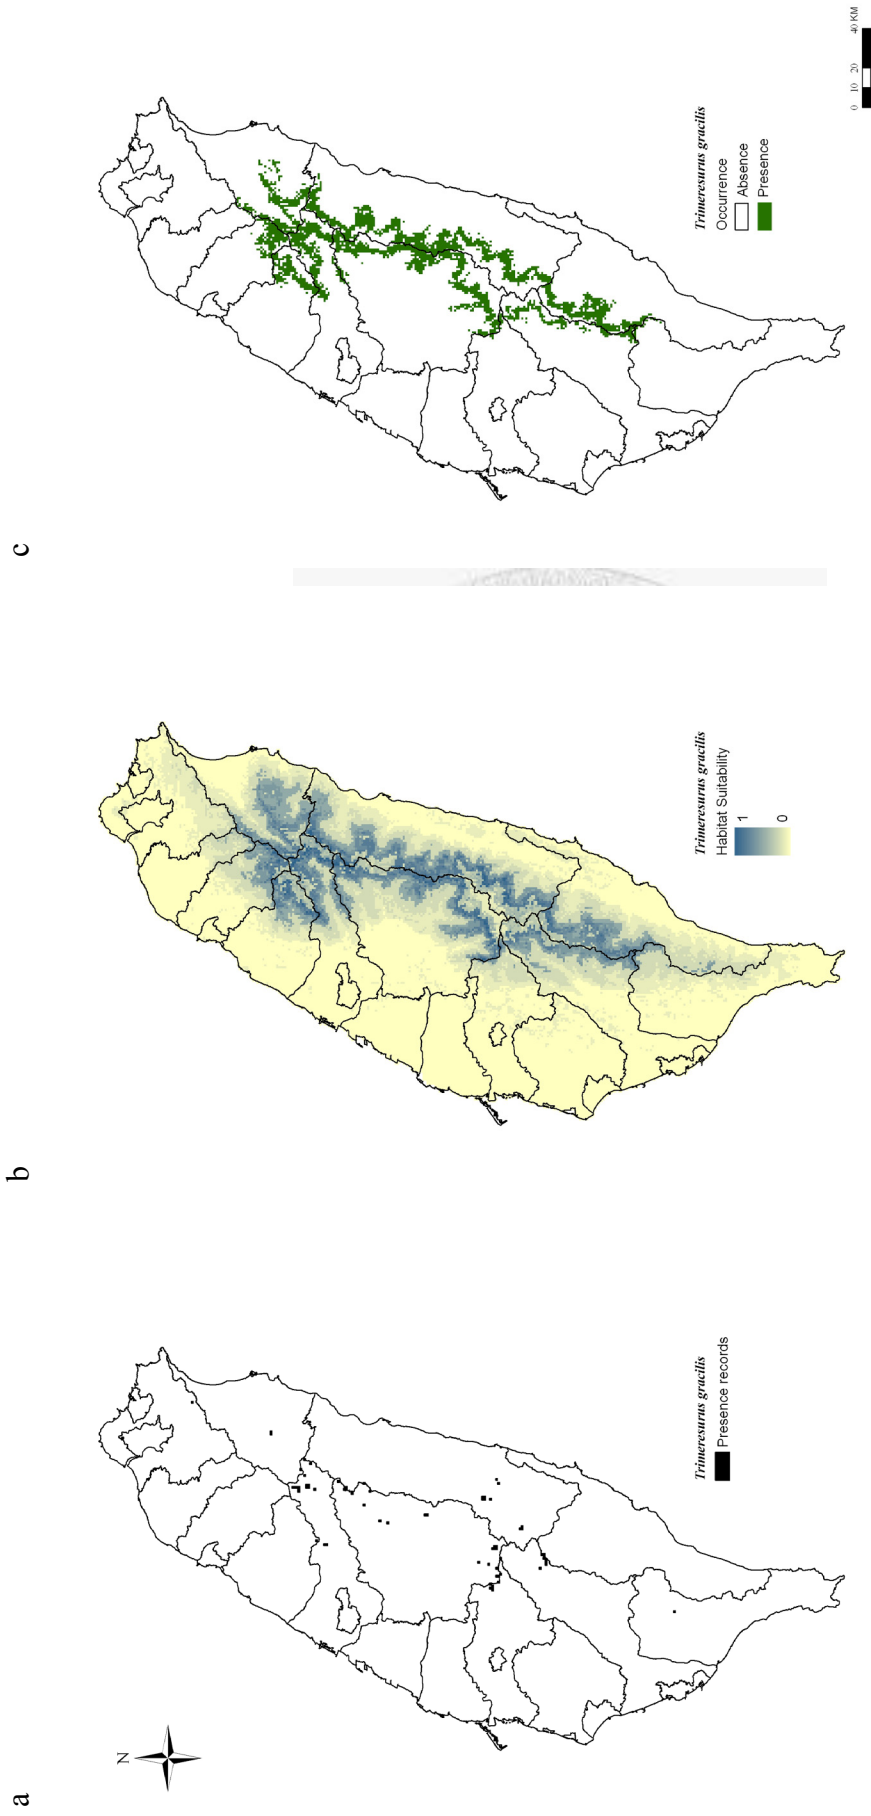 a
N
Trimeresurus gracilis
Presence records
b
Trimeresurus gracilis
Habitat Suitability
1
0
c
Trimeresurus gracilis
Occurrence
Absence
Presence
0 10 20 40 KM